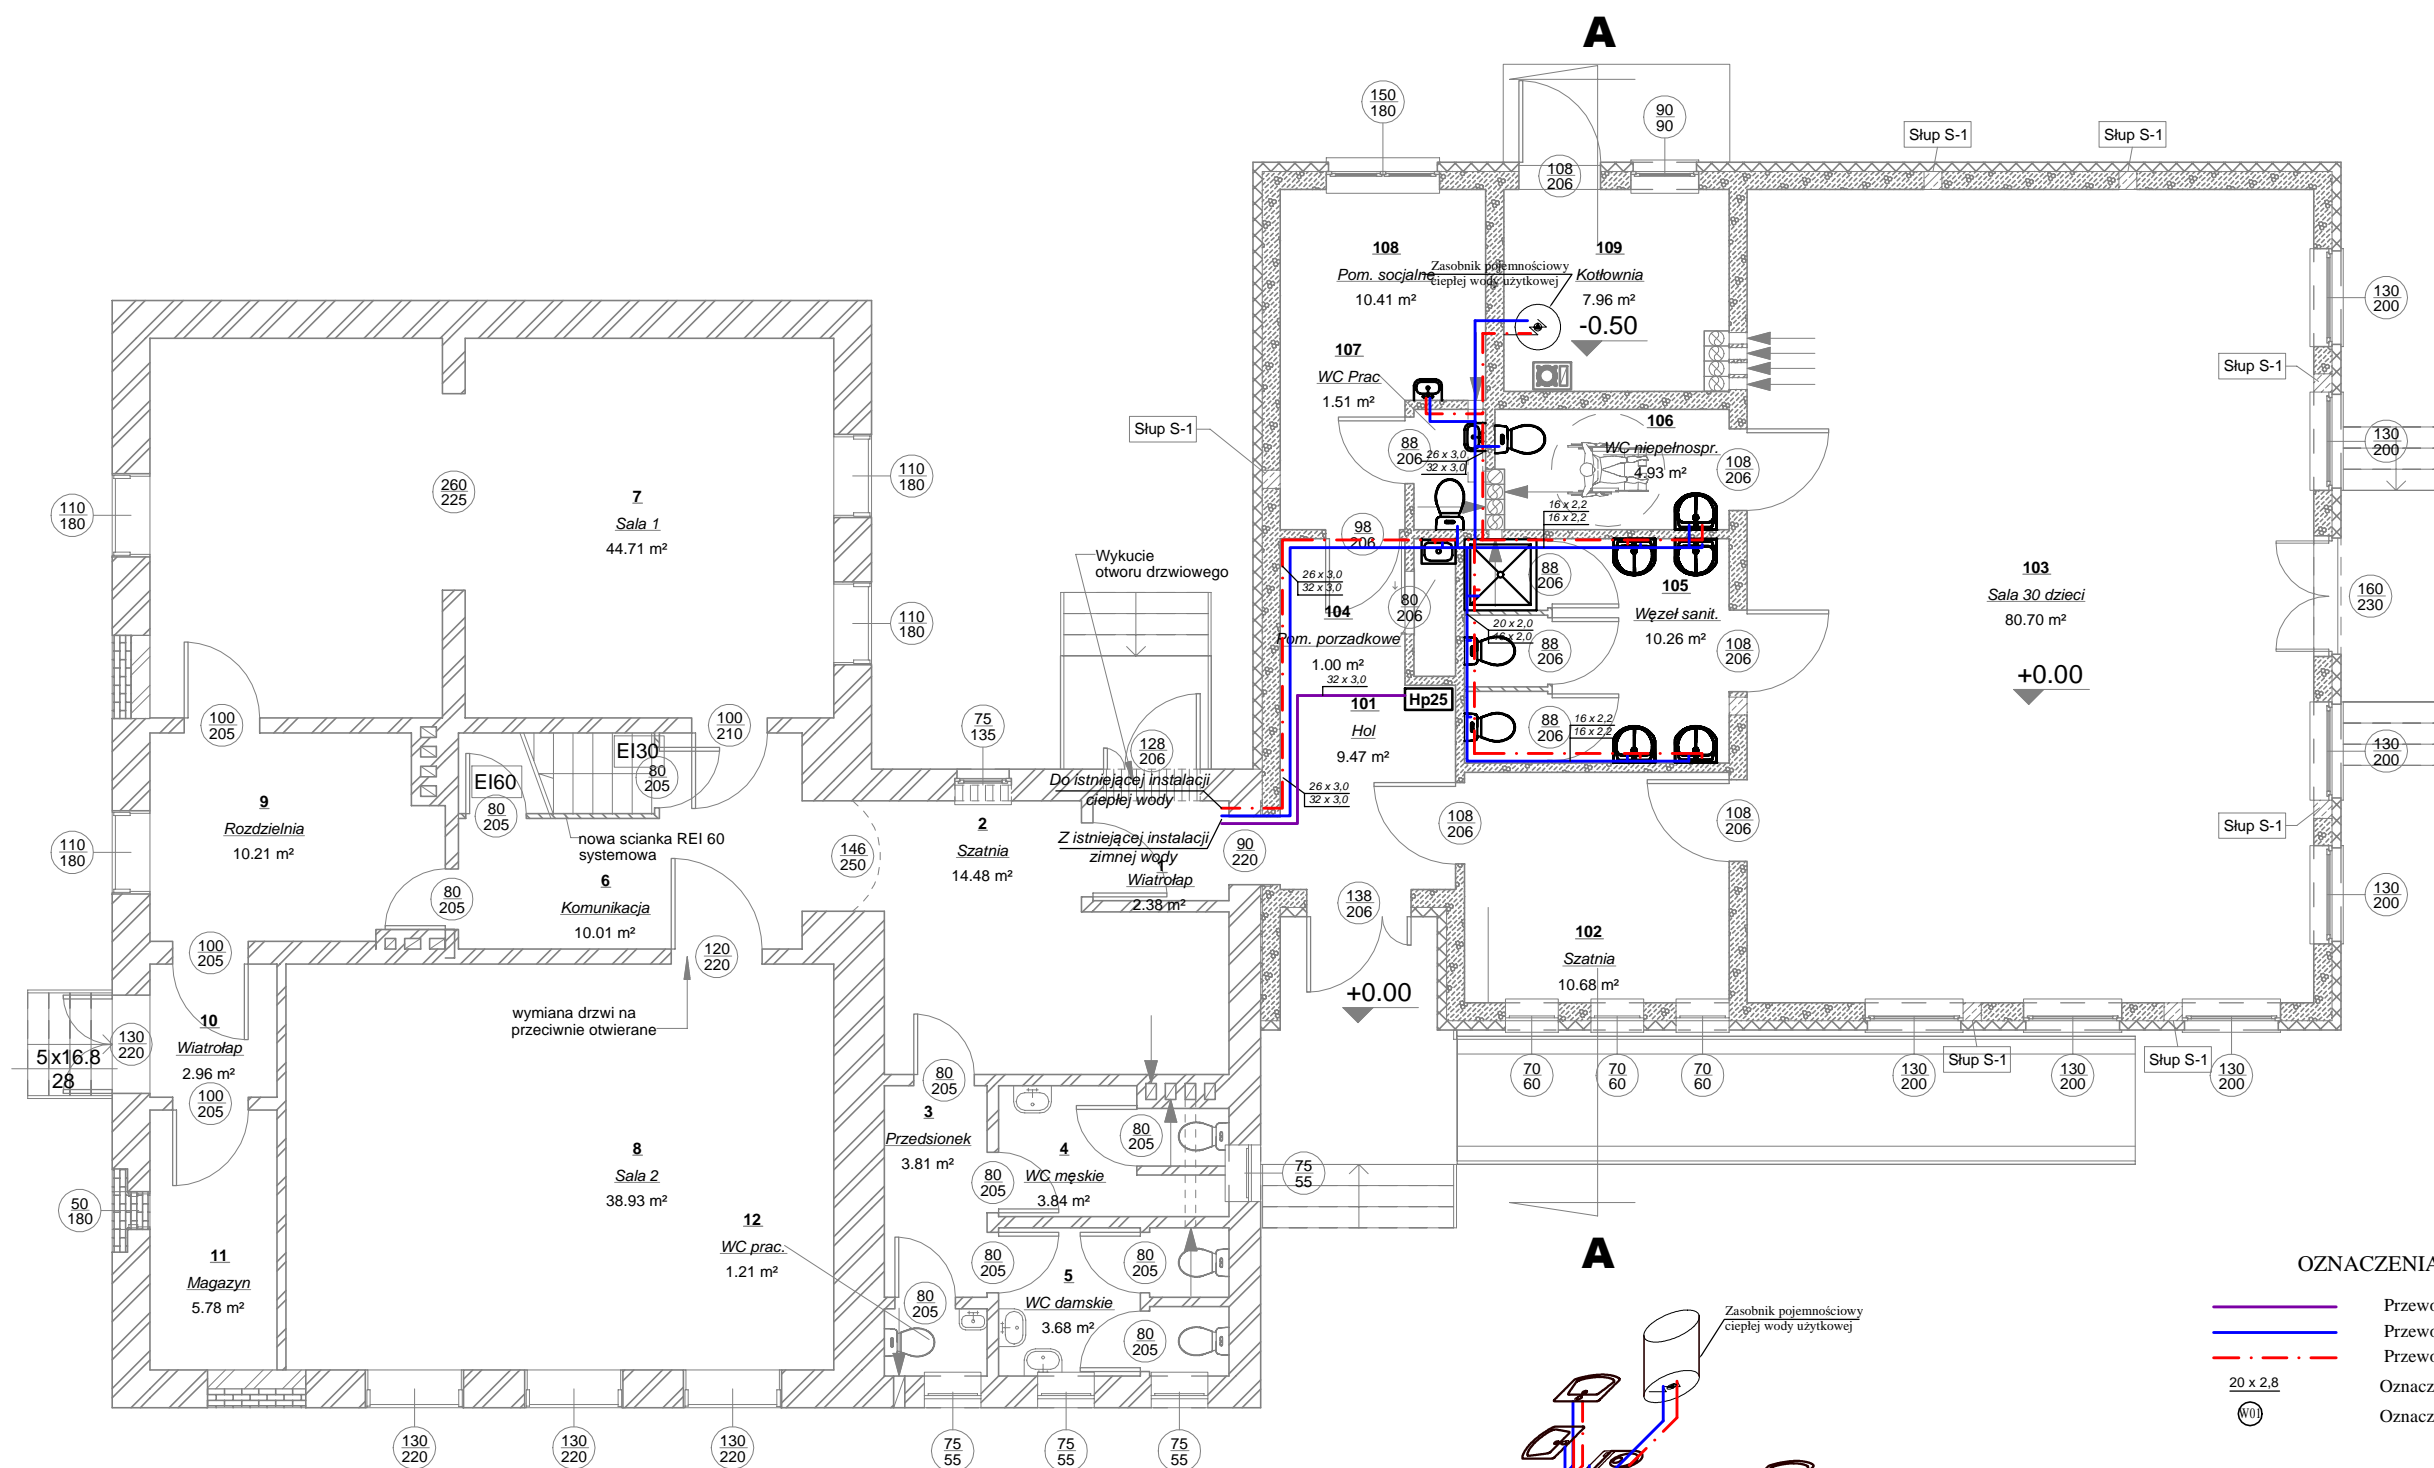 A
150
180
90
90
Słup S-1
Słup S-1
108
206
108
Pom. socjalne
10.41 m²
Zasobnik pojemnościowy
ciepłej wody użytkowej
109
Kotłownia
7.96 m²
-0.50
130
200
Słup S-1
107
WC Prac
1.51 m²
Słup S-1
88
206
26 x 3,0
32 x 3,0
106
WC niepełnospr.
4.93 m²
108
206
130
200
110
180
260
225
7
Sala 1
44.71 m²
110
180
16 x 2,2
16 x 2,2
98
206
Wykucie
otworu drzwiowego
26 x 3,0
32 x 3,0
88
206
105
Węzeł sanit.
10.26 m²
103
Sala 30 dzieci
80.70 m²
160
230
110
180
104
Pom. porzadkowe
1.00 m²
80
206
20 x 2,0
16 x 2,0
88
206
108
206
+0.00
32 x 3,0
Hp25
101
Hol
9.47 m²
88
206
16 x 2,2
16 x 2,2
130
200
100
205
100
210
75
135
128
206
EI30
80
205
EI60
80
205
Do istniejącej instalacji
ciepłej wody
26 x 3,0
32 x 3,0
9
Rozdzielnia
10.21 m²
nowa scianka REI 60
systemowa
146
250
2
Szatnia
14.48 m²
Z istniejącej instalacji
zimnej wody
90
220
108
206
108
206
Słup S-1
110
180
6
Komunikacja
10.01 m²
1
Wiatrołap
2.38 m²
80
205
138
206
130
200
100
205
120
220
102
Szatnia
10.68 m²
+0.00
wymiana drzwi na
przeciwnie otwierane
10
Wiatrołap
2.96 m²
130
220
5 x16.8
28
100
205
70
60
70
60
70
60
130
200
Słup S-1
130
200
Słup S-1
130
200
80
205
3
Przedsionek
3.81 m²
80
205
4
WC męskie
3.84 m²
80
205
75
55
8
Sala 2
38.93 m²
50
180
12
WC prac.
1.21 m²
11
Magazyn
5.78 m²
80
205
80
205
5
WC damskie
3.68 m²
80
205
80
205
A
OZNACZENIA
Zasobnik pojemnościowy
ciepłej wody użytkowej
Przewo
Przewo
Przewo
20 x 2,8
Oznacz
W01
Oznacz
130
220
130
220
130
220
75
55
75
55
75
55